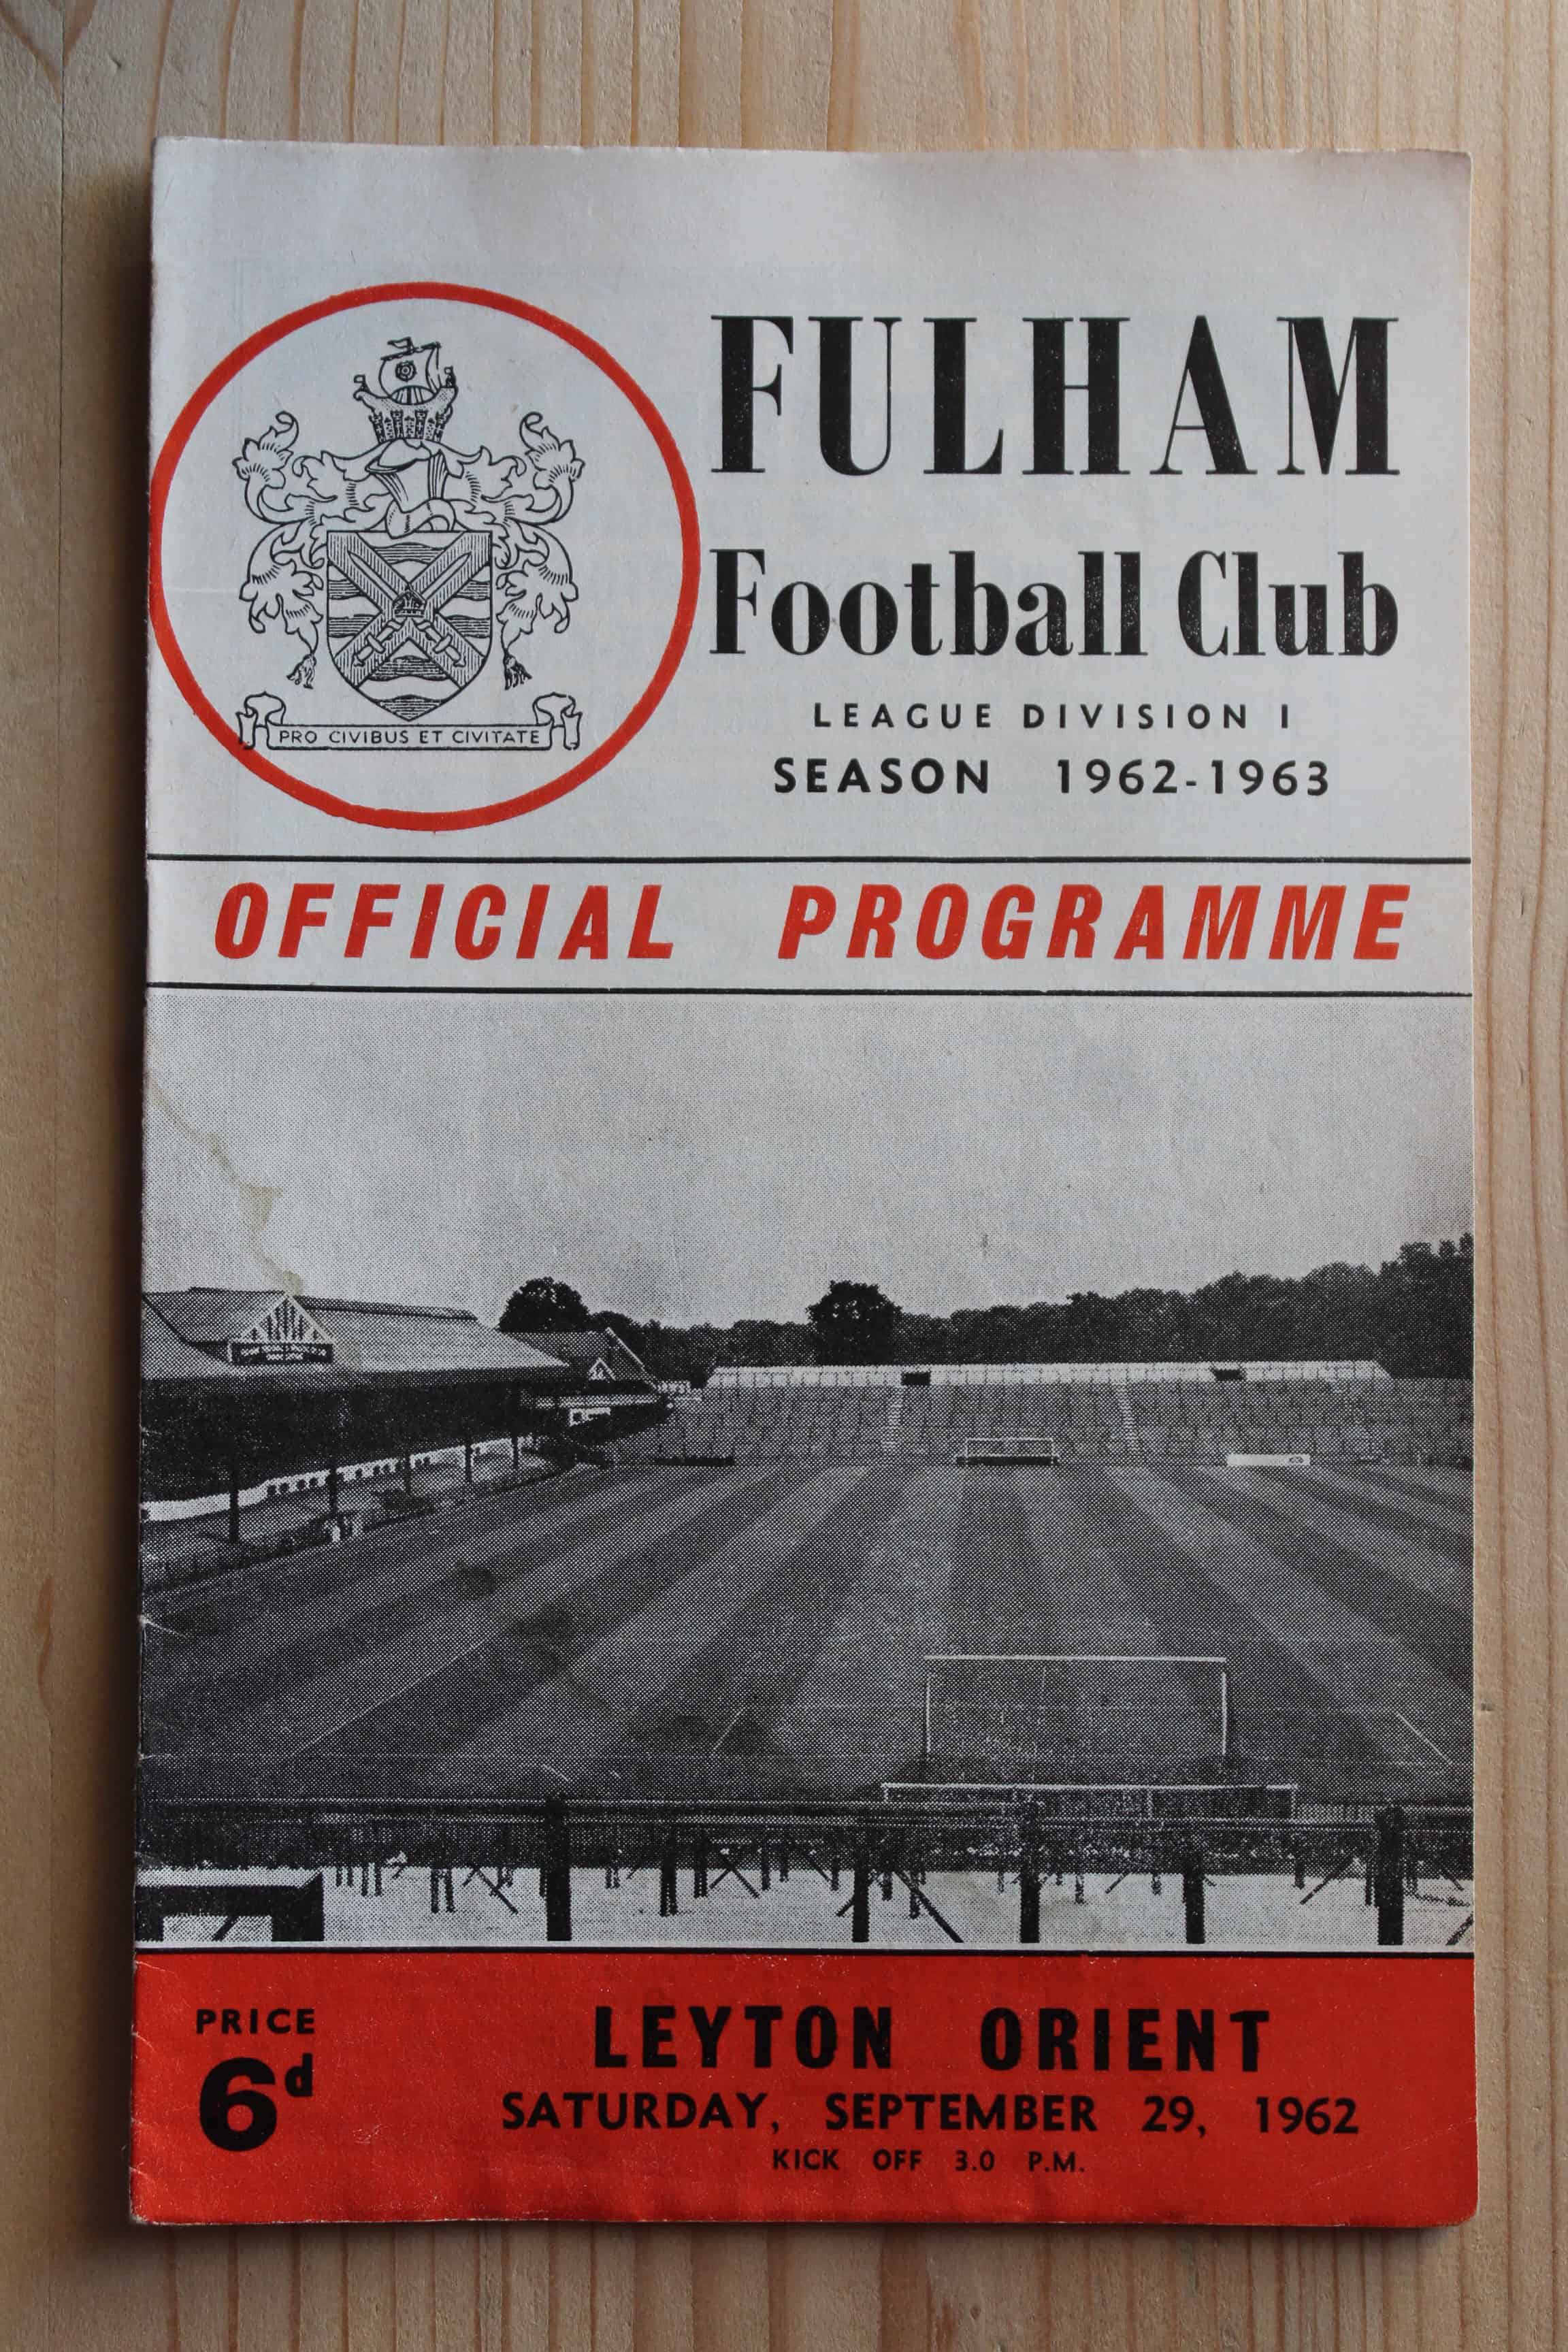 FULHAM
Football Club
LEAGUE DIVISION I
SEASON 1962-1963
PRO CIVIBUS ET CIVITATE
OFFICIAL PROGRAMME
PRICE
6d
LEYTON ORIENT
SATURDAY, SEPTEMBER 29, 1962
KICK OFF 3.0 P.M.